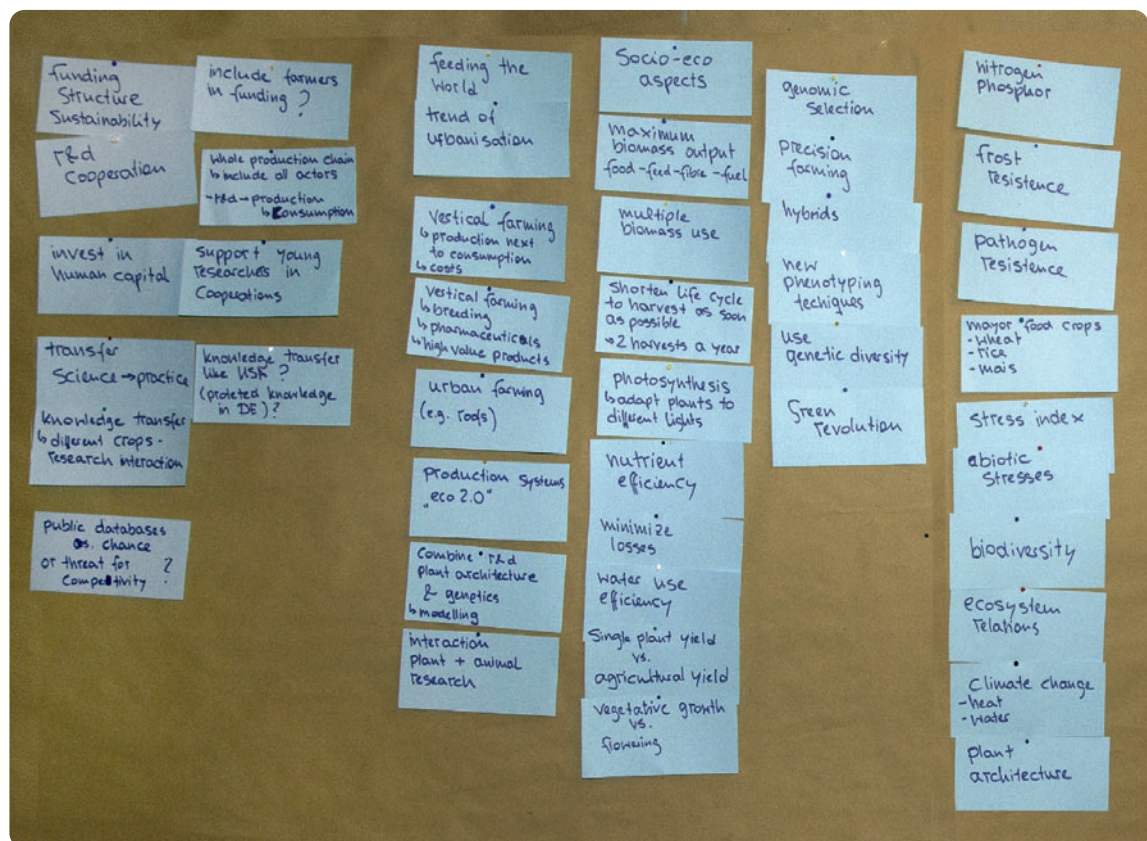 funding
Structure
Sustainability
r&d
Cooperation
invest in
human capital
transfer
Science → practice
knowledge transfer
↳ different crops -
research interaction
public databases
as chance
or threat for ?
Competitivity
include farmers
in funding ?
whole production chain
↳ include all actors
- r&d → production
↳ Consumption
support young
researchers in
Cooperations
knowledge transfer
like USA ?
(proteted knowledge
in DE) ?
feeding the
world
trend of
urbanisation
vertical farming
↳ production next
to consumption
↳ costs
vertical farming
↳ breeding
↳ pharmaceuticals
↳ high value products
urban farming
(e.g. roofs)
production systems
„eco 2.0"
Combine r&d
plant architecture
& genetics
↳ modelling
interaction
plant + animal
research
Socio-eco
aspects
maximum
biomass output
food - feed - fibre - fuel
multiple
biomass use
shorten life cycle
to harvest as soon
as possible
→ 2 harvests a year
photosynthesis
↳ adapt plants to
different lights
nutrient
efficiency
minimize
losses
water use
efficiency
Single plant yield
vs.
agricultural yield
vegetative growth
vs.
flowering
genomic
selection
precision
farming
hybrids
new
phenotyping
techiques
use
genetic diversity
Green
revolution
nitrogen
phosphor
frost
resistence
pathogen
resistence
mayor food crops
- wheat
- rice
- mais
stress index
abiotic
stresses
biodiversity
ecosystem
relations
Climate change
- heat
- water
plant
architecture